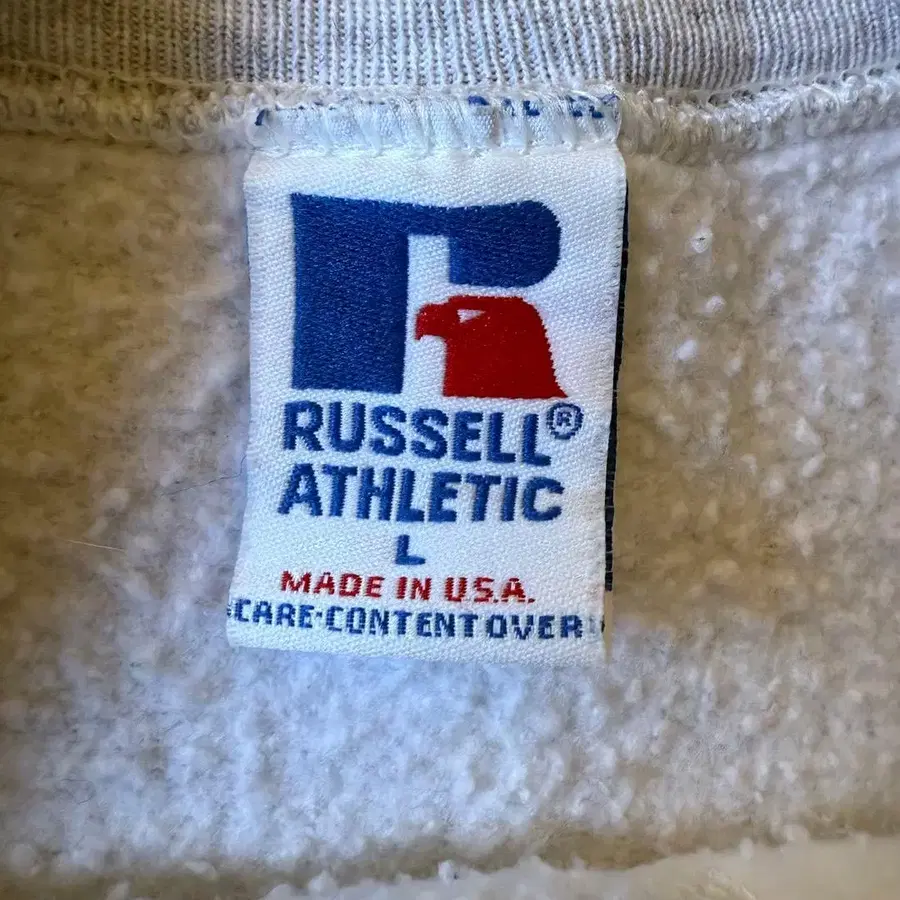 RUSSELL®
ATHLETIC
L
MADE IN U.S.A.
CARE·CONTENT OVER